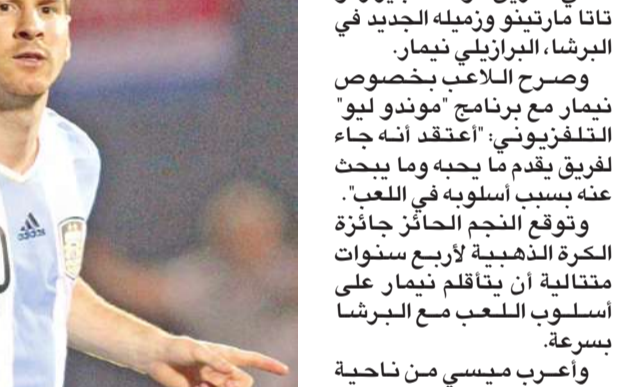 تاتا مارتينو وزميله الجديد في
البرشا، البرازيلي نيمار.
وصرح اللاعب بخصوص
نيمار مع برنامج "موندو ليو"
التلفزيوني: "أعتقد أنه جاء
لفريق يقدم ما يحبه وما يبحث
عنه بسبب أسلوبه في اللعب".
وتوقع النجم الحائز جائزة
الكرة الذهبية لأربع سنوات
متتالية أن يتأقلم نيمار على
أسلوب اللعب مع البرشا
بسرعة.
وأعرب ميسي من ناحية
adidas